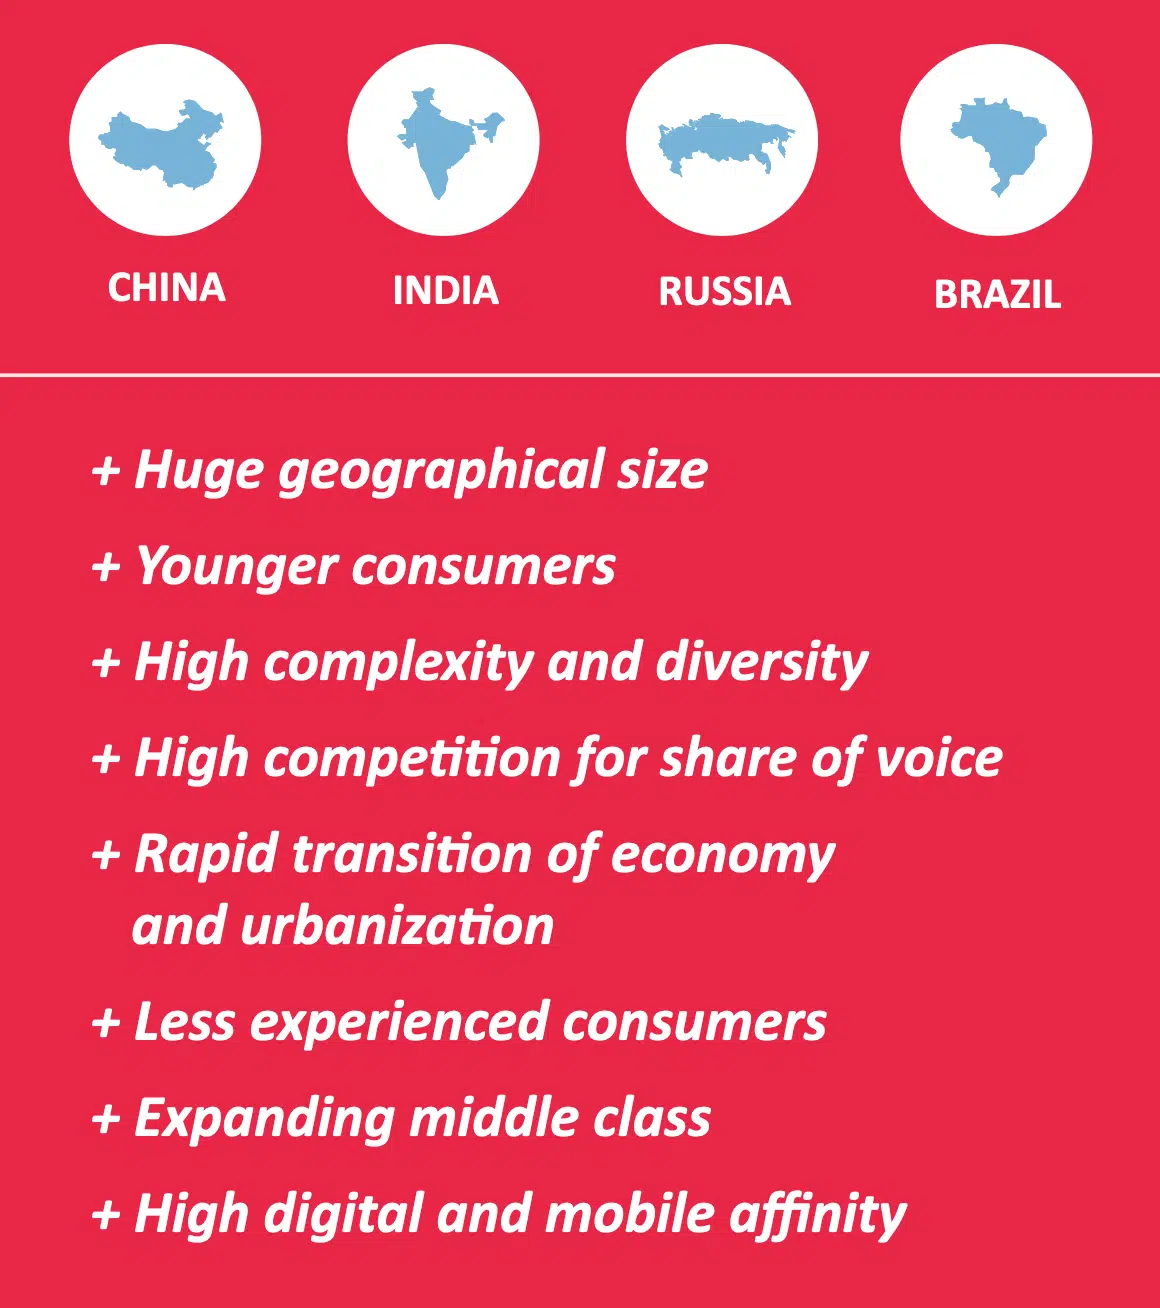 CHINA INDIA RUSSIA BRAZIL
+ Huge geographical size
+ Younger consumers
+ High complexity and diversity
+ High competition for share of voice
+ Rapid transition of economy
and urbanization
+ Less experienced consumers
+ Expanding middle class
+ High digital and mobile affinity